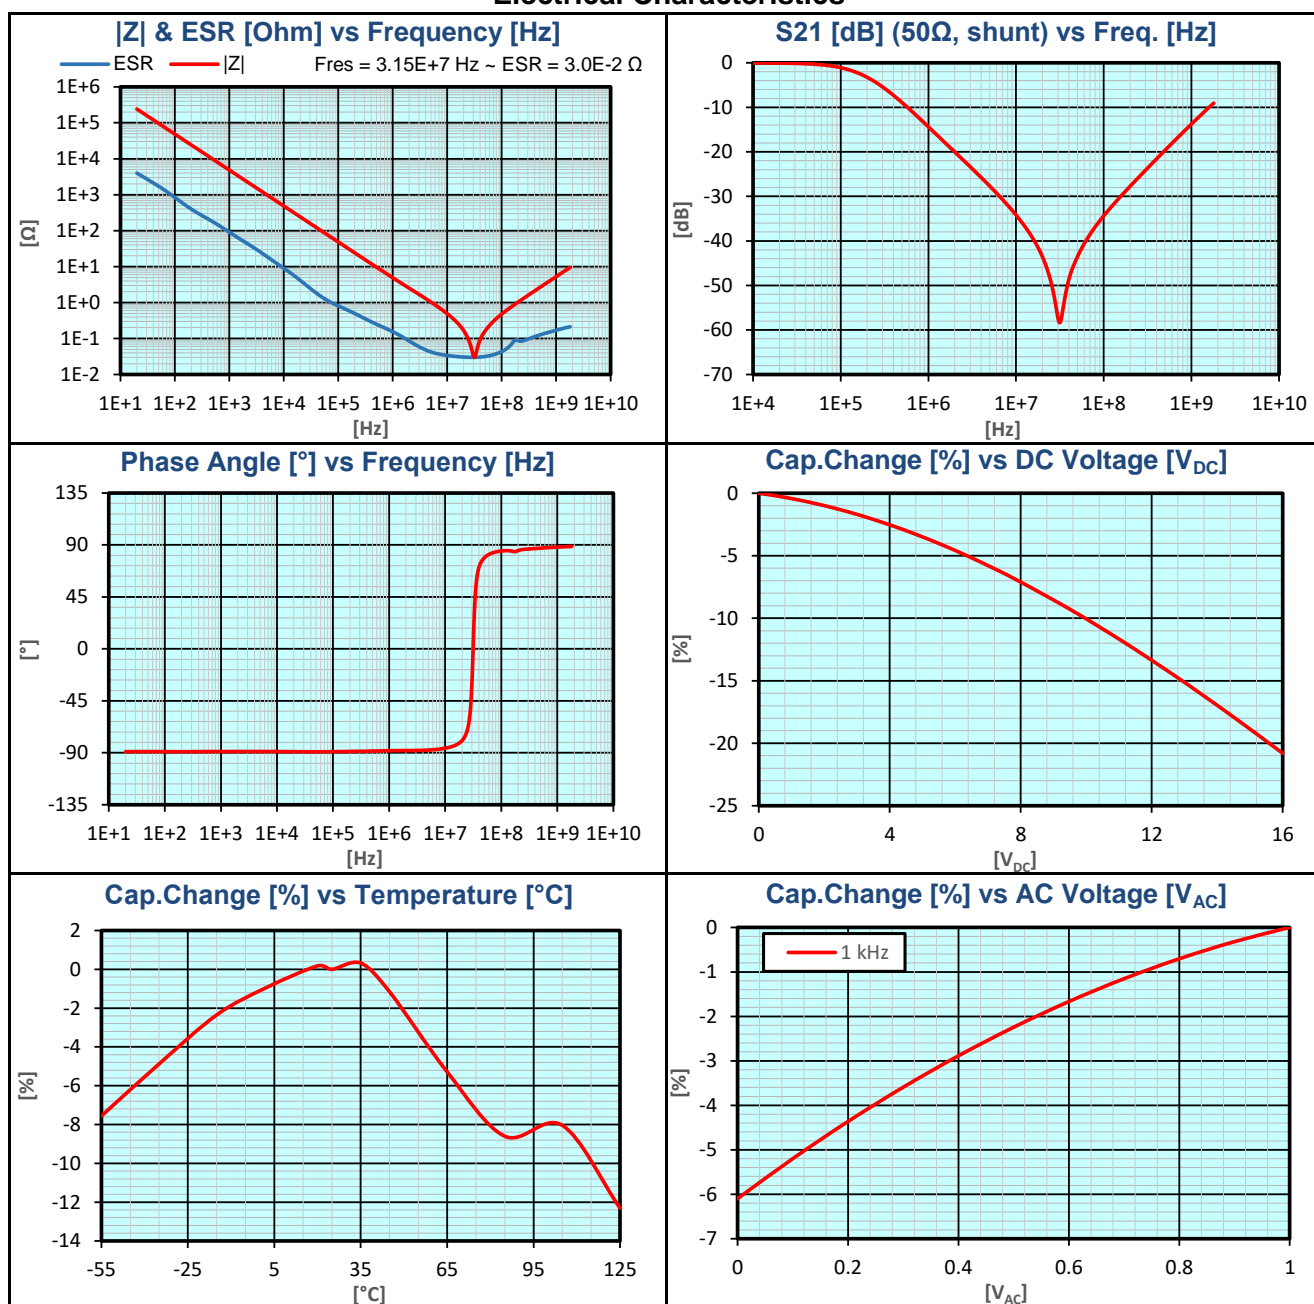 Electrical Characteristics
|Z| & ESR [Ohm] vs Frequency [Hz]
ESR |Z| Fres = 3.15E+7 Hz ~ ESR = 3.0E-2 Ω
1E+6
1E+5
1E+4
1E+3
1E+2
1E+1
1E+0
1E-1
1E-2
[Ω]
1E+1 1E+2 1E+3 1E+4 1E+5 1E+6 1E+7 1E+8 1E+9 1E+10
[Hz]
S21 [dB] (50Ω, shunt) vs Freq. [Hz]
0
-10
-20
-30
-40
-50
-60
-70
[dB]
1E+4 1E+5 1E+6 1E+7 1E+8 1E+9 1E+10
[Hz]
Phase Angle [°] vs Frequency [Hz]
135
90
45
0
-45
-90
-135
[°]
1E+1 1E+2 1E+3 1E+4 1E+5 1E+6 1E+7 1E+8 1E+9 1E+10
[Hz]
Cap.Change [%] vs DC Voltage [VDC]
0
-5
-10
-15
-20
-25
[%]
0 4 8 12 16
[VDC]
Cap.Change [%] vs Temperature [°C]
2
0
-2
-4
-6
-8
-10
-12
-14
[%]
-55 -25 5 35 65 95 125
[°C]
Cap.Change [%] vs AC Voltage [VAC]
1 kHz
0
-1
-2
-3
-4
-5
-6
-7
[%]
0 0.2 0.4 0.6 0.8 1
[VAC]